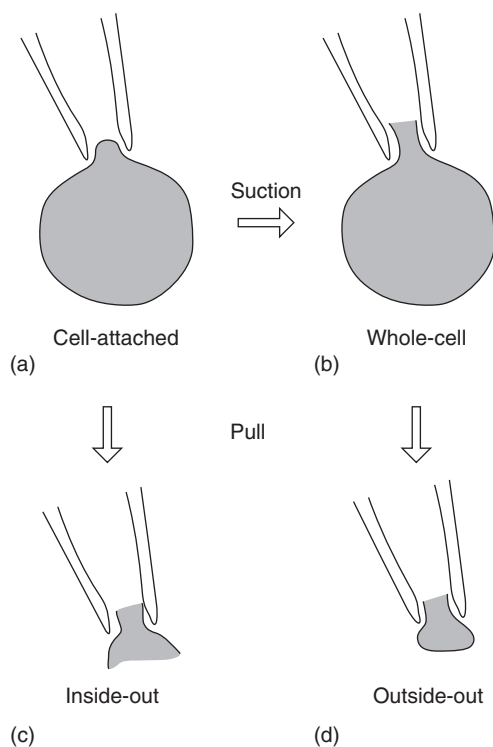 Suction
Cell-attached
Whole-cell
(a)
(b)
Pull
Inside-out
Outside-out
(c)
(d)